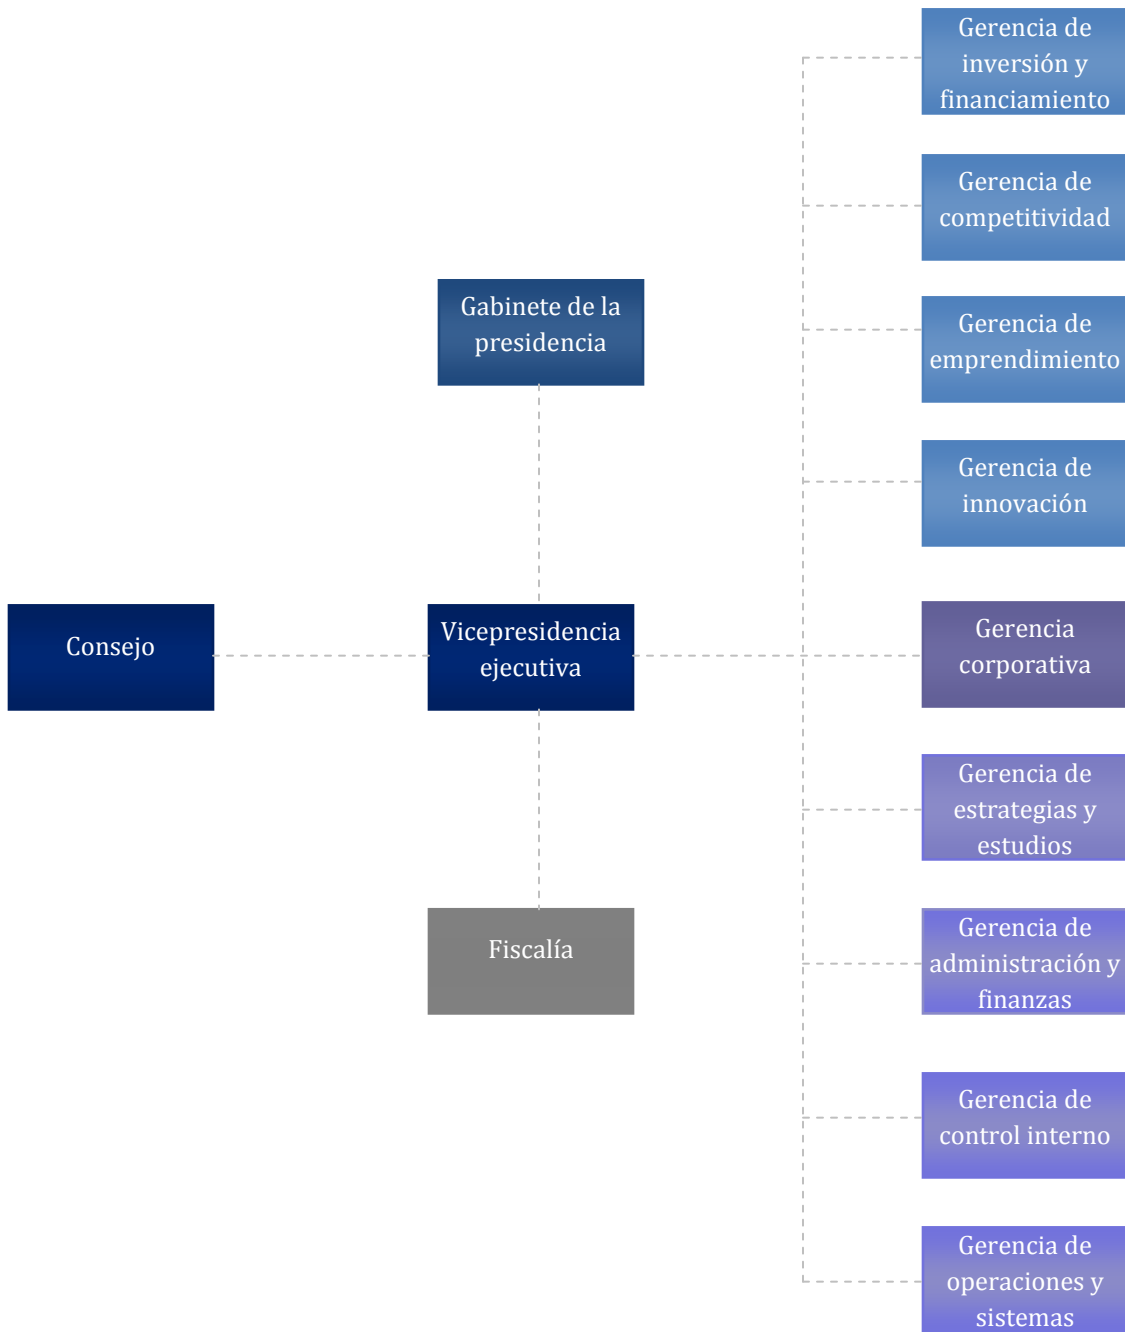 Gerencia de
inversión y
financiamiento
Gerencia de
competitividad
Gabinete de la
presidencia
Gerencia de
emprendimiento
Gerencia de
innovación
Consejo
Vicepresidencia
ejecutiva
Gerencia
corporativa
Gerencia de
estrategias y
estudios
Fiscalía
Gerencia de
administración y
finanzas
Gerencia de
control interno
Gerencia de
operaciones y
sistemas